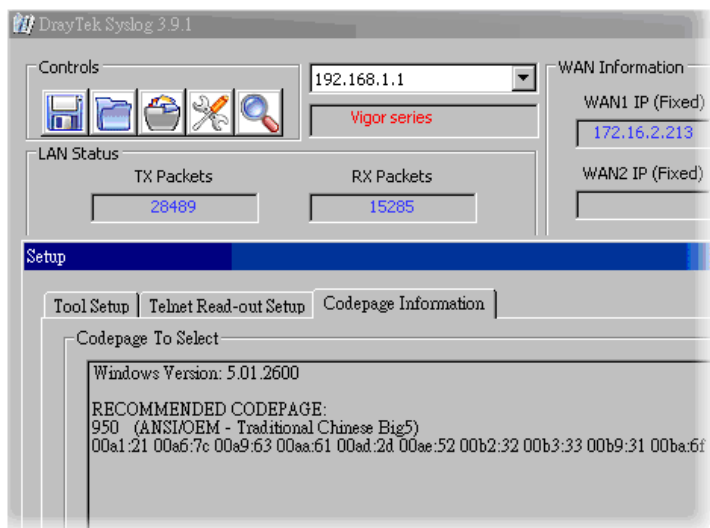 DrayTek Syslog 3.9.1
Controls
192.168.1.1
Vigor series
WAN Information
WAN1 IP (Fixed)
172.16.2.213
WAN2 IP (Fixed)
LAN Status
TX Packets
RX Packets
28489
15285
Setup
Tool Setup
Telnet Read-out Setup
Codepage Information
Codepage To Select
Windows Version: 5.01.2600
RECOMMENDED CODEPAGE:
950 (ANSI/OEM - Traditional Chinese Big5)
00a1:21 00a6:7c 00a9:63 00aa:61 00ad:2d 00ae:52 00b2:32 00b3:33 00b9:31 00ba:6f